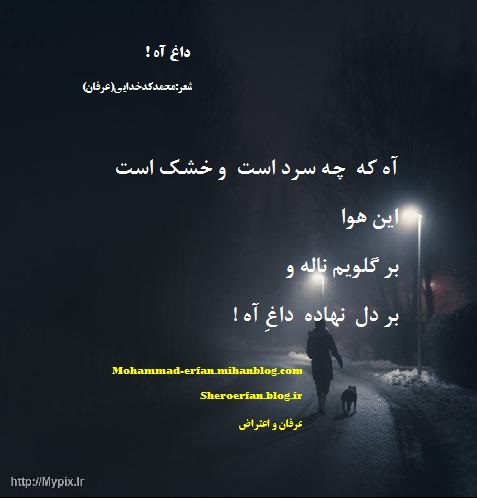 داغ آه !
شعر:محمدکدخدایی(عرفان)
آه که چه سرد است و خشک است
این هوا
بر گلویم ناله و
بر دل نهاده داغِ آه !
Mohammad-erfan.mihanblog.com
Sheroerfan.blog.ir
عرفان و اعتراض
http://Mypix.Ir